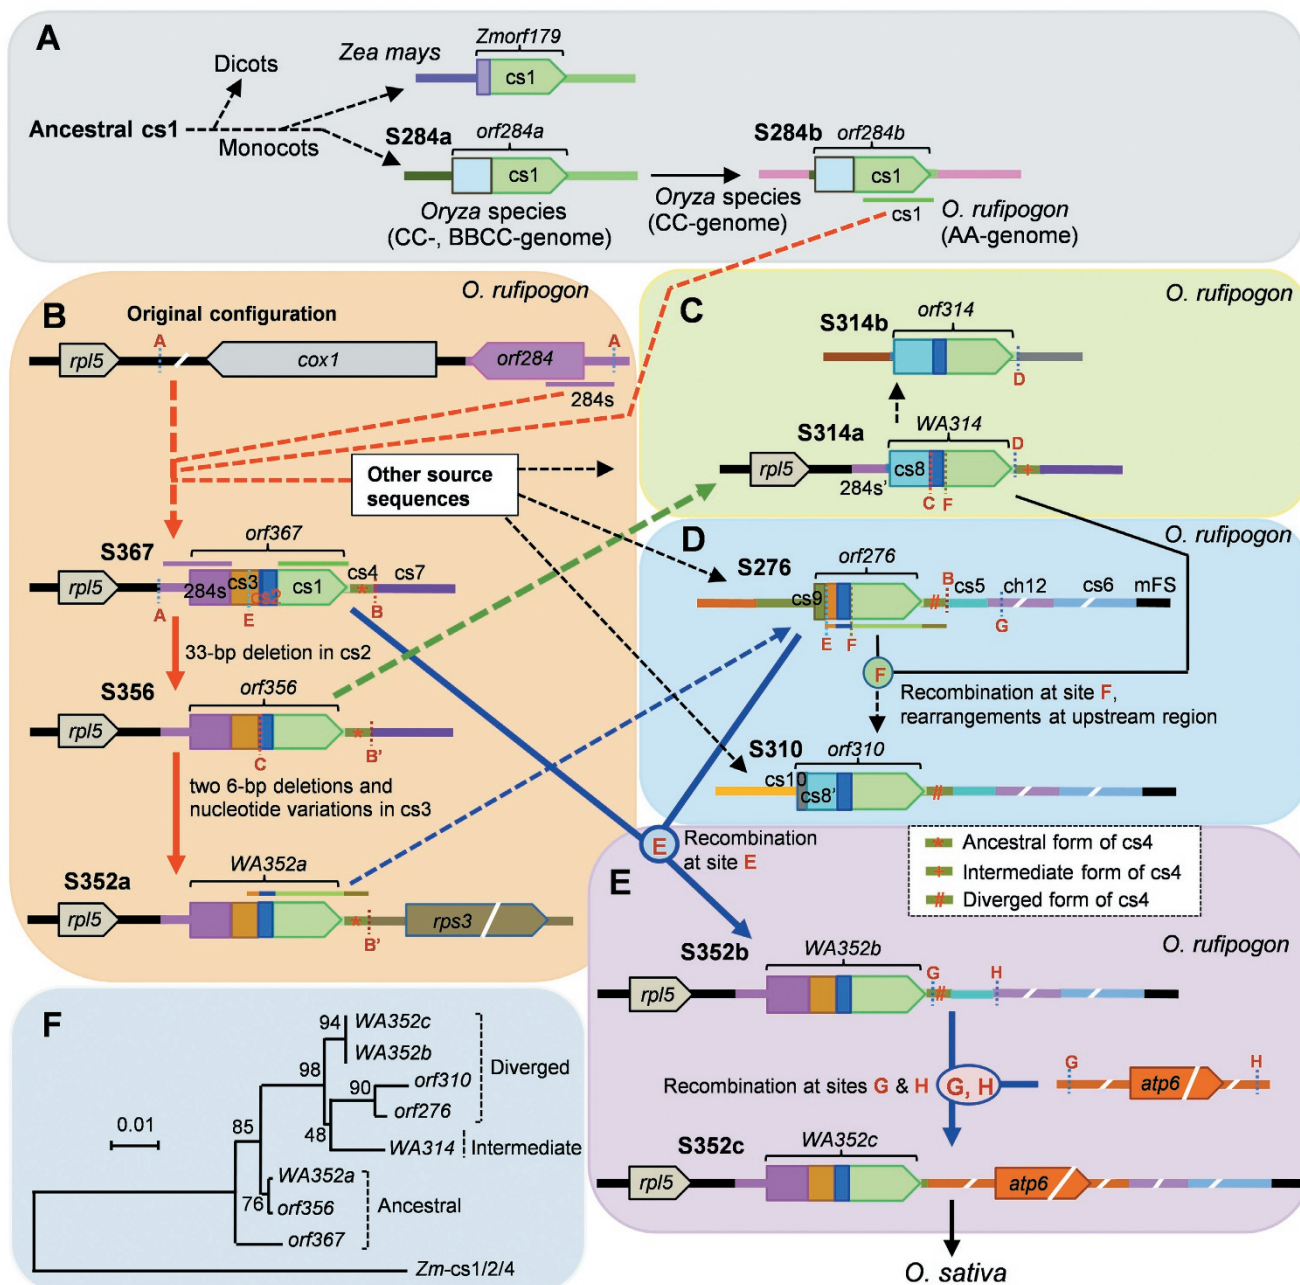 A
Zea mays
Zmorf179
cs1
Dicots
Ancestral cs1
Monocots
S284a
orf284a
cs1
Oryza species
(CC-, BBCC-genome)
Oryza species
(CC-genome)
S284b
orf284b
cs1
cs1
O. rufipogon
(AA-genome)
B
O. rufipogon
Original configuration
A
rpl5
cox1
orf284
A
284s
Other source
sequences
S367
orf367
rpl5
A
284s
cs3
E
cs2
cs1
cs4
*
B
cs7
33-bp deletion in cs2
S356
orf356
rpl5
C
*
B'
two 6-bp deletions and
nucleotide variations in cs3
S352a
WA352a
rpl5
*
B'
rps3
C
O. rufipogon
S314b
orf314
D
S314a
WA314
rpl5
284s'
cs8
C
F
D
+
D
O. rufipogon
S276
orf276
cs9
E
F
//
B
cs5
G
ch12
cs6
mFS
F
Recombination at site F,
rearrangements at upstream region
S310
orf310
cs10
cs8'
//
E
Recombination
at site E
* Ancestral form of cs4
+ Intermediate form of cs4
// Diverged form of cs4
E
O. rufipogon
S352b
WA352b
rpl5
G
//
H
Recombination at sites G & H
G, H
G
atp6
H
S352c
WA352c
rpl5
atp6
O. sativa
F
0.01
94
WA352c
WA352b
98
90
orf310
orf276
Diverged
48
WA314
Intermediate
85
WA352a
76
orf356
orf367
Ancestral
Zm-cs1/2/4